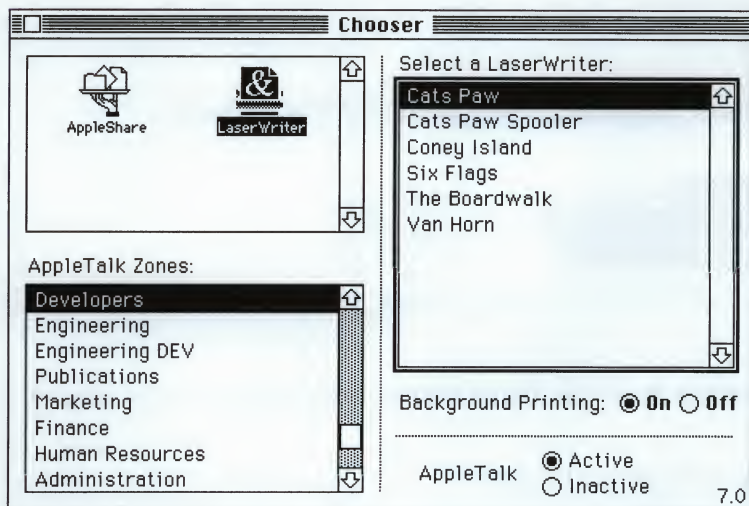 Chooser
AppleShare
LaserWriter
AppleTalk Zones:
Developers
Engineering
Engineering DEV
Publications
Marketing
Finance
Human Resources
Administration
Select a LaserWriter:
Cats Paw
Cats Paw Spooler
Coney Island
Six Flags
The Boardwalk
Van Horn
Background Printing: On Off
AppleTalk
Active
Inactive
7.0